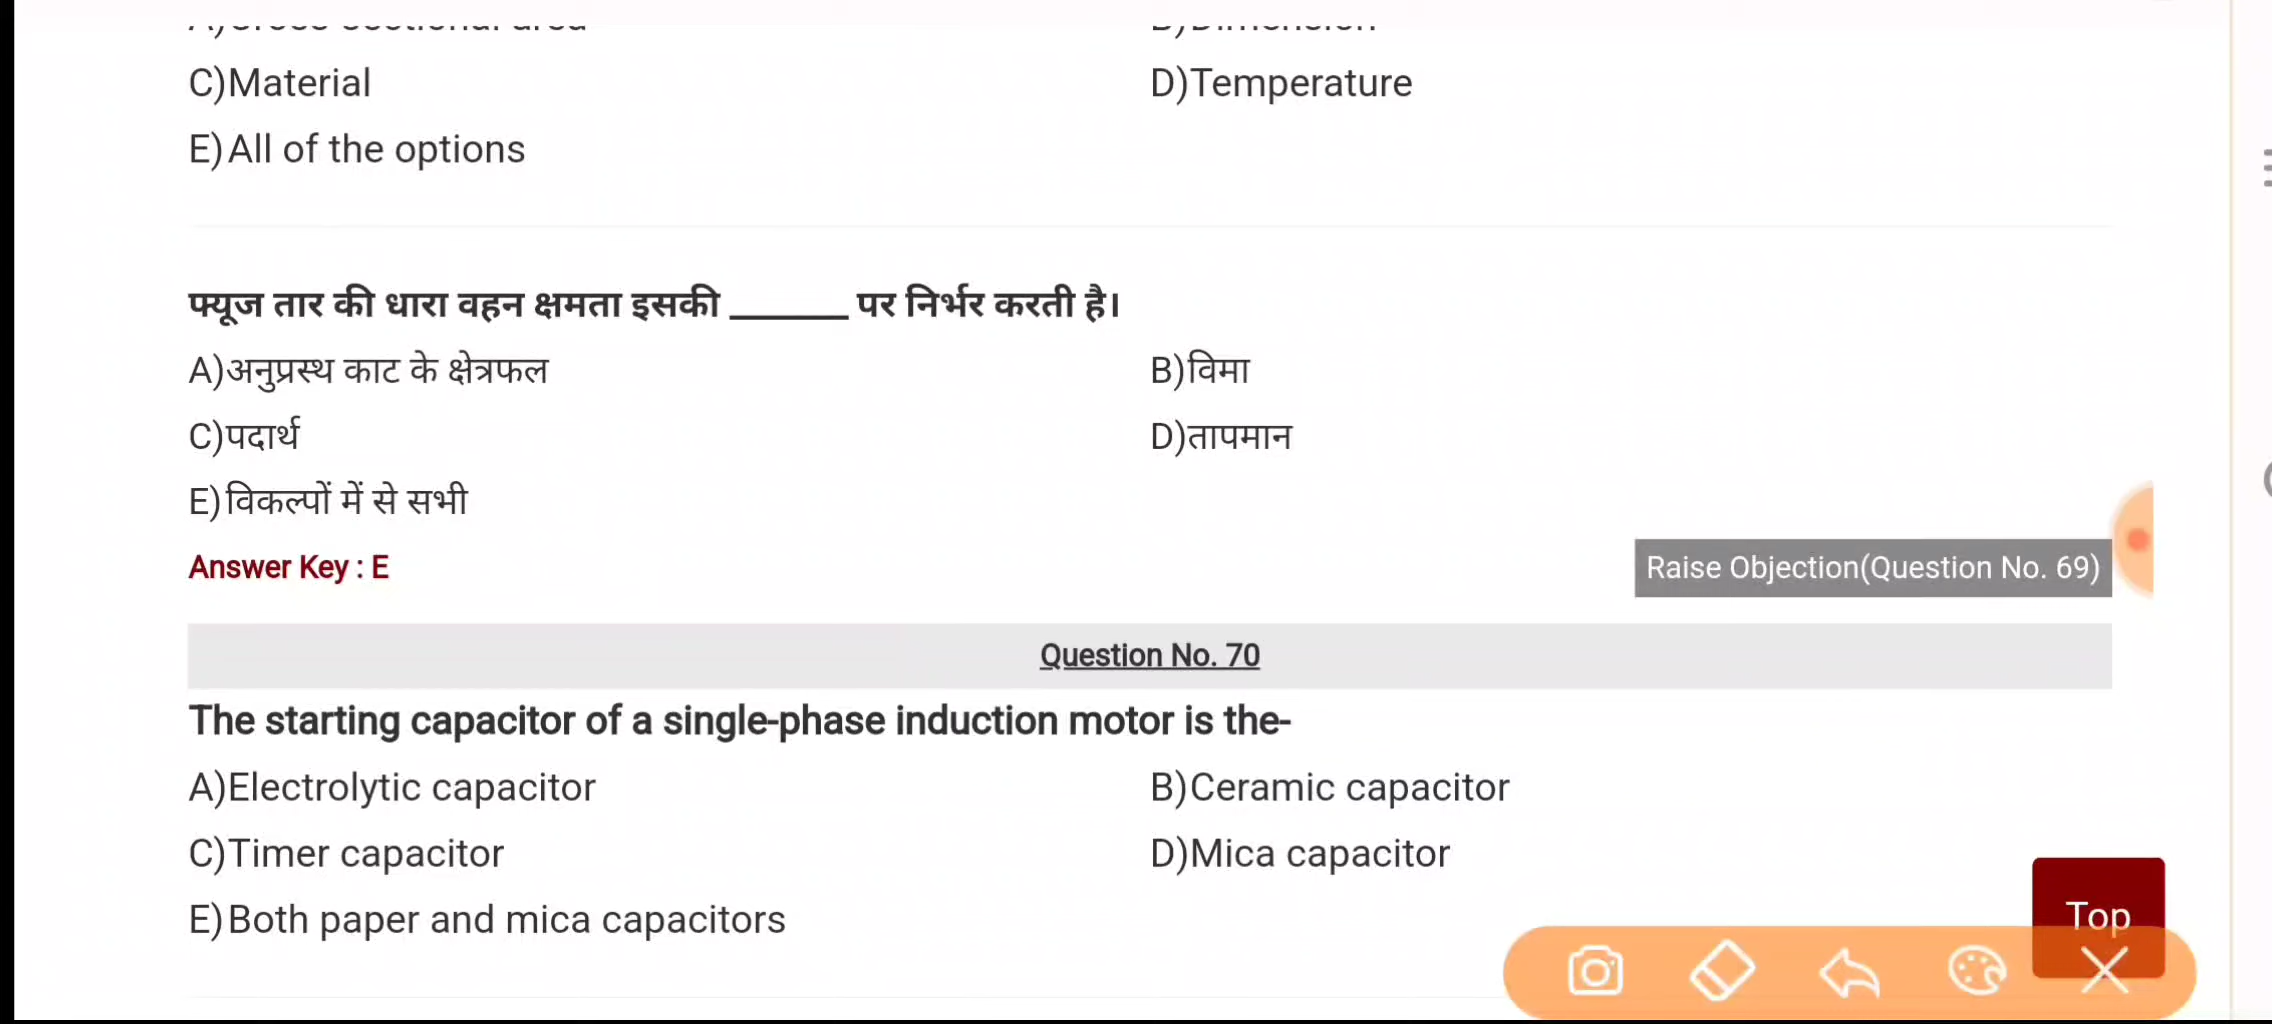 C)Material D)Temperature
E)All of the options
फ्यूज तार की धारा वहन क्षमता इसकी ______ पर निर्भर करती है।
A)अनुप्रस्थ काट के क्षेत्रफल B)विमा
C)पदार्थ D)तापमान
E)विकल्पों में से सभी
Answer Key : E Raise Objection(Question No. 69)
Question No. 70
The starting capacitor of a single-phase induction motor is the-
A)Electrolytic capacitor B)Ceramic capacitor
C)Timer capacitor D)Mica capacitor
E)Both paper and mica capacitors
Top